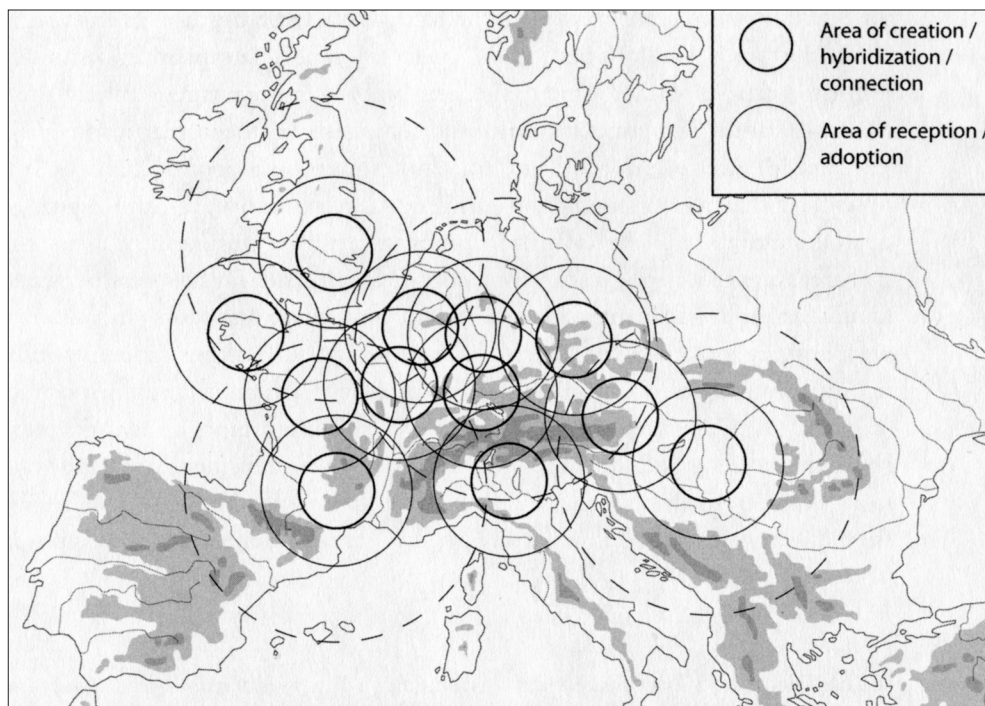 Area of creation /
hybridization /
connection
Area of reception /
adoption